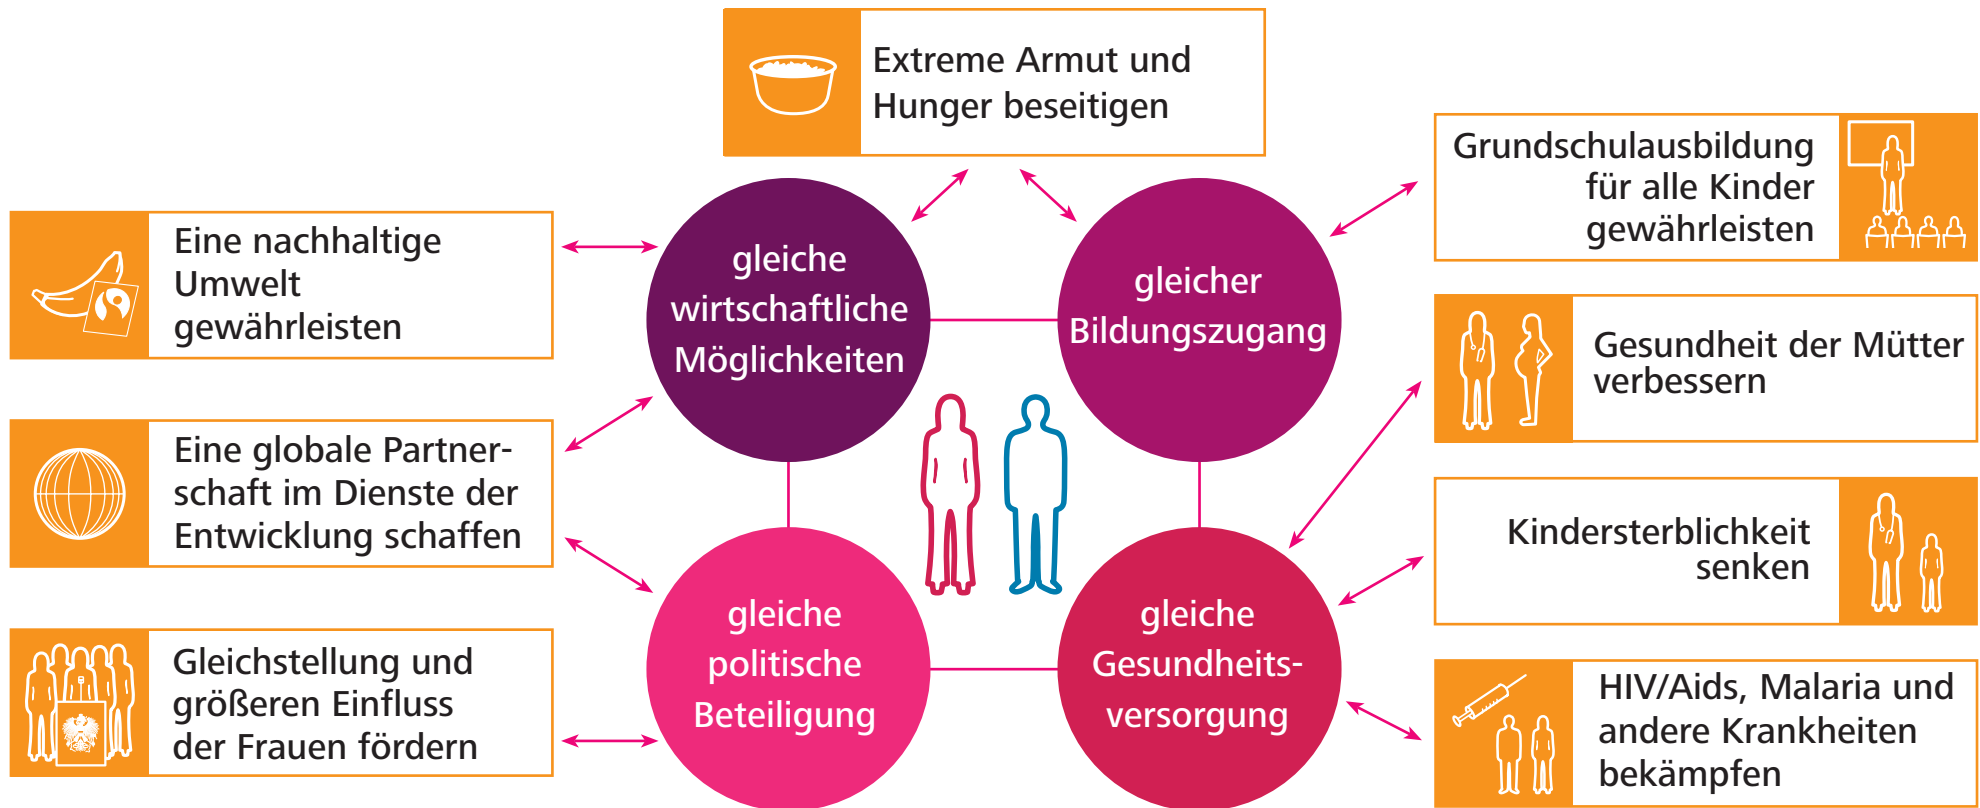 Extreme Armut und
Hunger beseitigen
Grundschulausbildung
für alle Kinder
gewährleisten
Eine nachhaltige
Umwelt
gewährleisten
gleiche
wirtschaftliche
Möglichkeiten
gleicher
Bildungszugang
Gesundheit der Mütter
verbessern
Eine globale Partner-
schaft im Dienste der
Entwicklung schaffen
Kindersterblichkeit
senken
gleiche
politische
Beteiligung
gleiche
Gesundheits-
versorgung
Gleichstellung und
größeren Einfluss
der Frauen fördern
HIV/Aids, Malaria und
andere Krankheiten
bekämpfen